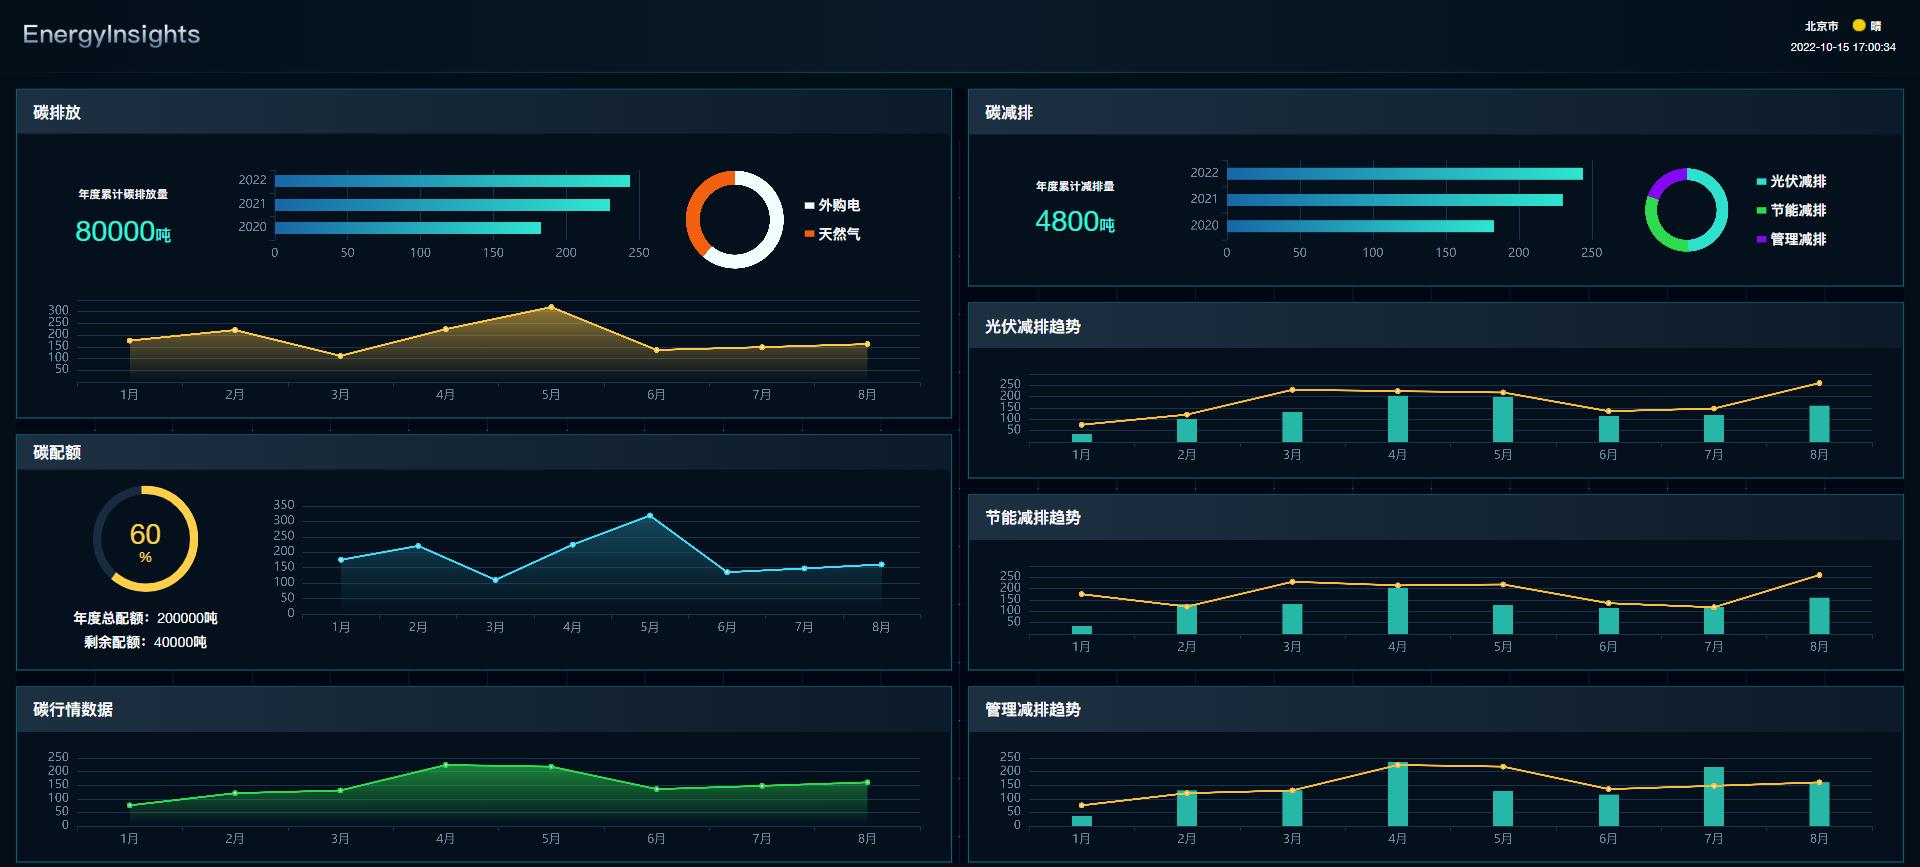 EnergyInsights
北京市 晴
2022-10-15 17:00:34
碳排放
年度累计碳排放量
80000吨
2022
2021
2020
0 50 100 150 200 250
外购电
天然气
300
250
200
150
100
50
1月 2月 3月 4月 5月 6月 7月 8月
碳配额
60
%
年度总配额：200000吨
剩余配额：40000吨
350
300
250
200
150
100
50
0
1月 2月 3月 4月 5月 6月 7月 8月
碳行情数据
250
200
150
100
50
0
1月 2月 3月 4月 5月 6月 7月 8月
碳减排
年度累计减排量
4800吨
2022
2021
2020
0 50 100 150 200 250
光伏减排
节能减排
管理减排
光伏减排趋势
250
200
150
100
50
1月 2月 3月 4月 5月 6月 7月 8月
节能减排趋势
250
200
150
100
50
1月 2月 3月 4月 5月 6月 7月 8月
管理减排趋势
250
200
150
100
50
0
1月 2月 3月 4月 5月 6月 7月 8月